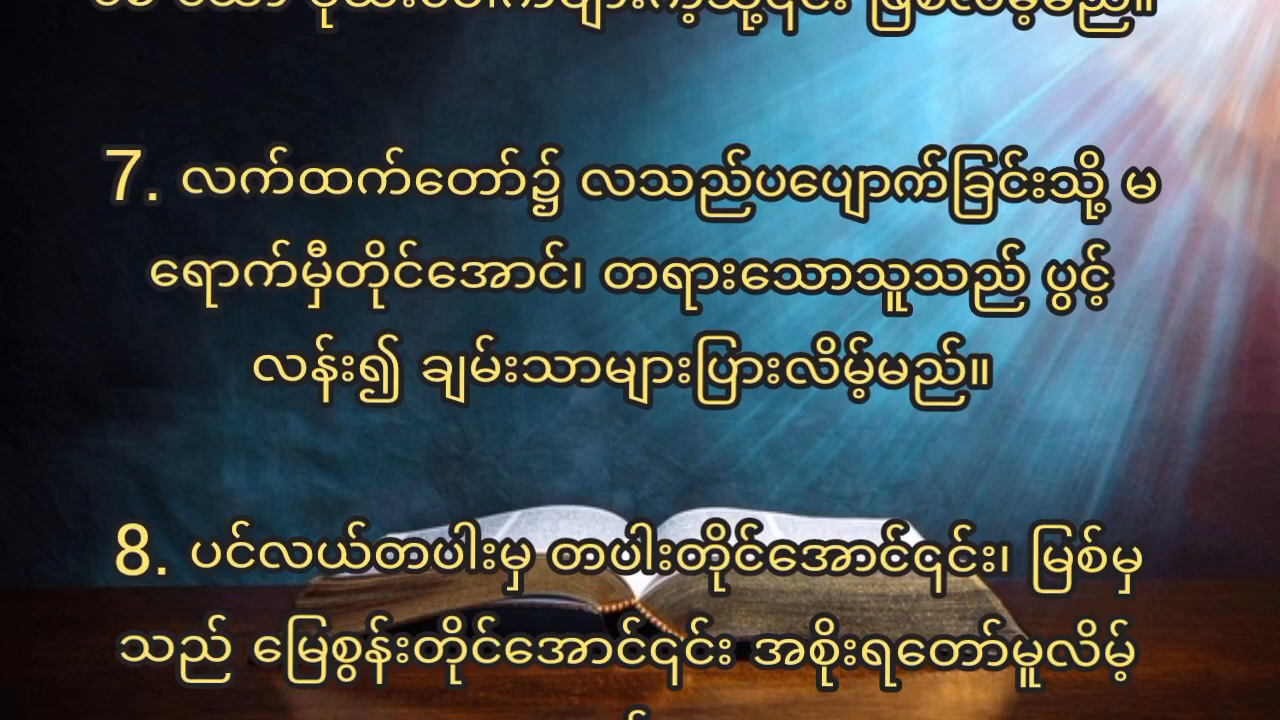 7. လက်ထက်တော်၌ လသည်ပပျောက်ခြင်းသို့ မ
ရောက်မှီတိုင်အောင်၊ တရားသောသူသည် ပွင့်
လန်း၍ ချမ်းသာများပြားလိမ့်မည်။
8. ပင်လယ်တပါးမှ တပါးတိုင်အောင်၎င်း၊ မြစ်မှ
သည် မြေစွန်းတိုင်အောင်၎င်း အစိုးရတော်မူလိမ့်